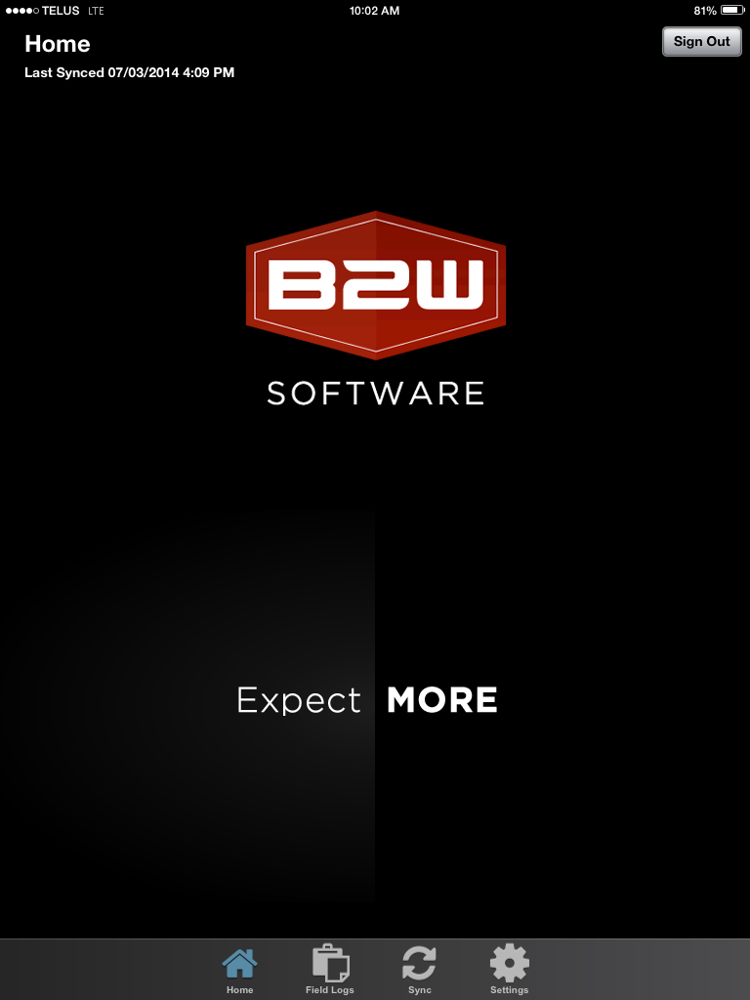 TELUS LTE 10:02 AM 81%
Home
Sign Out
Last Synced 07/03/2014 4:09 PM
B2W
SOFTWARE
Expect MORE
Home Field Logs Sync Settings